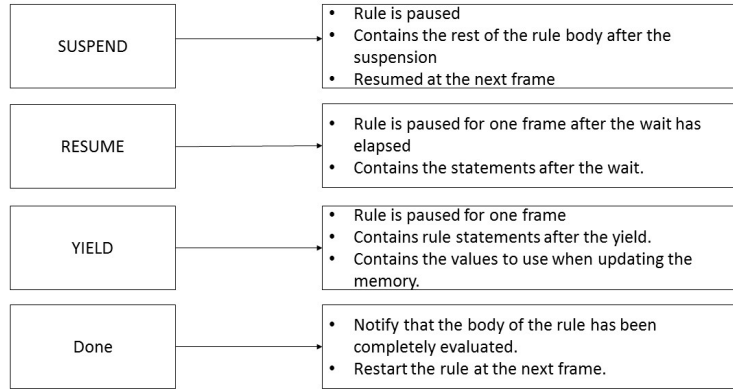 SUSPEND
• Rule is paused
• Contains the rest of the rule body after the
suspension
• Resumed at the next frame
RESUME
• Rule is paused for one frame after the wait has
elapsed
• Contains the statements after the wait.
YIELD
• Rule is paused for one frame
• Contains rule statements after the yield.
• Contains the values to use when updating the
memory.
Done
• Notify that the body of the rule has been
completely evaluated.
• Restart the rule at the next frame.